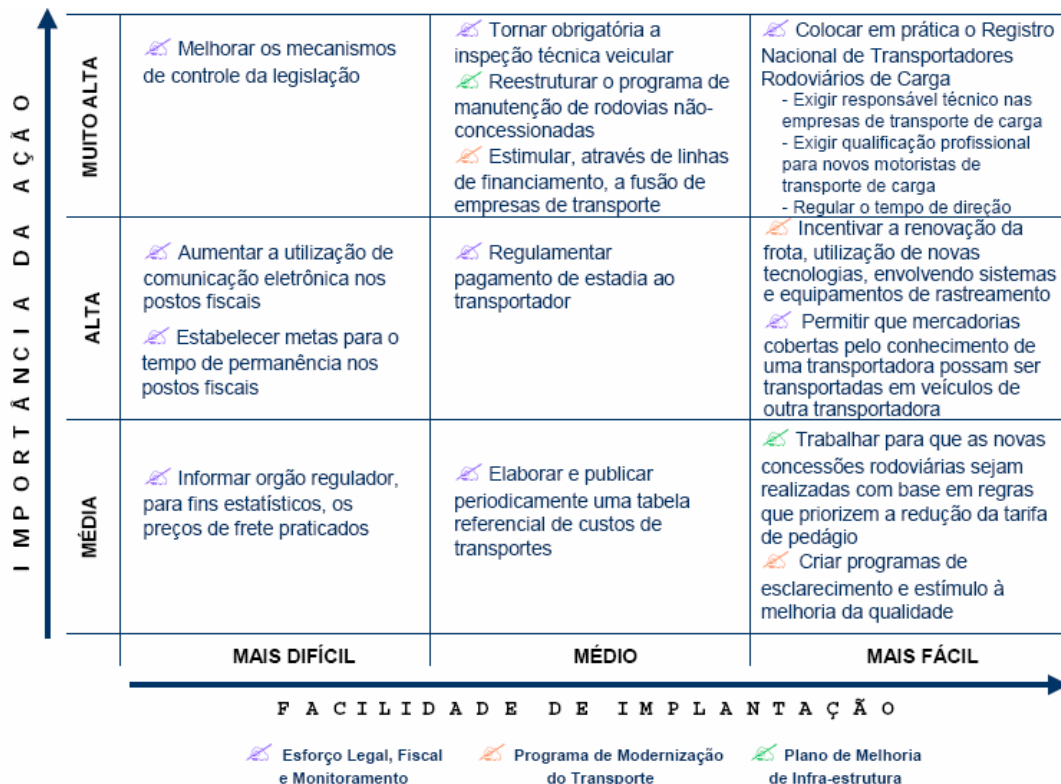 IMPORTÂNCIA DA AÇÃO
MUITO ALTA
Melhorar os mecanismos
de controle da legislação
Tornar obrigatória a
inspeção técnica veicular
Reestruturar o programa de
manutenção de rodovias não-
concessionadas
Estimular, através de linhas
de financiamento, a fusão de
empresas de transporte
Colocar em prática o Registro
Nacional de Transportadores
Rodoviários de Carga
- Exigir responsável técnico nas
empresas de transporte de carga
- Exigir qualificação profissional
para novos motoristas de
transporte de carga
- Regular o tempo de direção
ALTA
Aumentar a utilização de
comunicação eletrônica nos
postos fiscais
Estabelecer metas para o
tempo de permanência nos
postos fiscais
Regulamentar
pagamento de estadia ao
transportador
Incentivar a renovação da
frota, utilização de novas
tecnologias, envolvendo sistemas
e equipamentos de rastreamento
Permitir que mercadorias
cobertas pelo conhecimento de
uma transportadora possam ser
transportadas em veículos de
outra transportadora
MÉDIA
Informar orgão regulador,
para fins estatísticos, os
preços de frete praticados
Elaborar e publicar
periodicamente uma tabela
referencial de custos de
transportes
Trabalhar para que as novas
concessões rodoviárias sejam
realizadas com base em regras
que priorizem a redução da tarifa
de pedágio
Criar programas de
esclarecimento e estímulo à
melhoria da qualidade
MAIS DIFÍCIL
MÉDIO
MAIS FÁCIL
FACILIDADE DE IMPLANTAÇÃO
Esforço Legal, Fiscal
e Monitoramento
Programa de Modernização
do Transporte
Plano de Melhoria
de Infra-estrutura